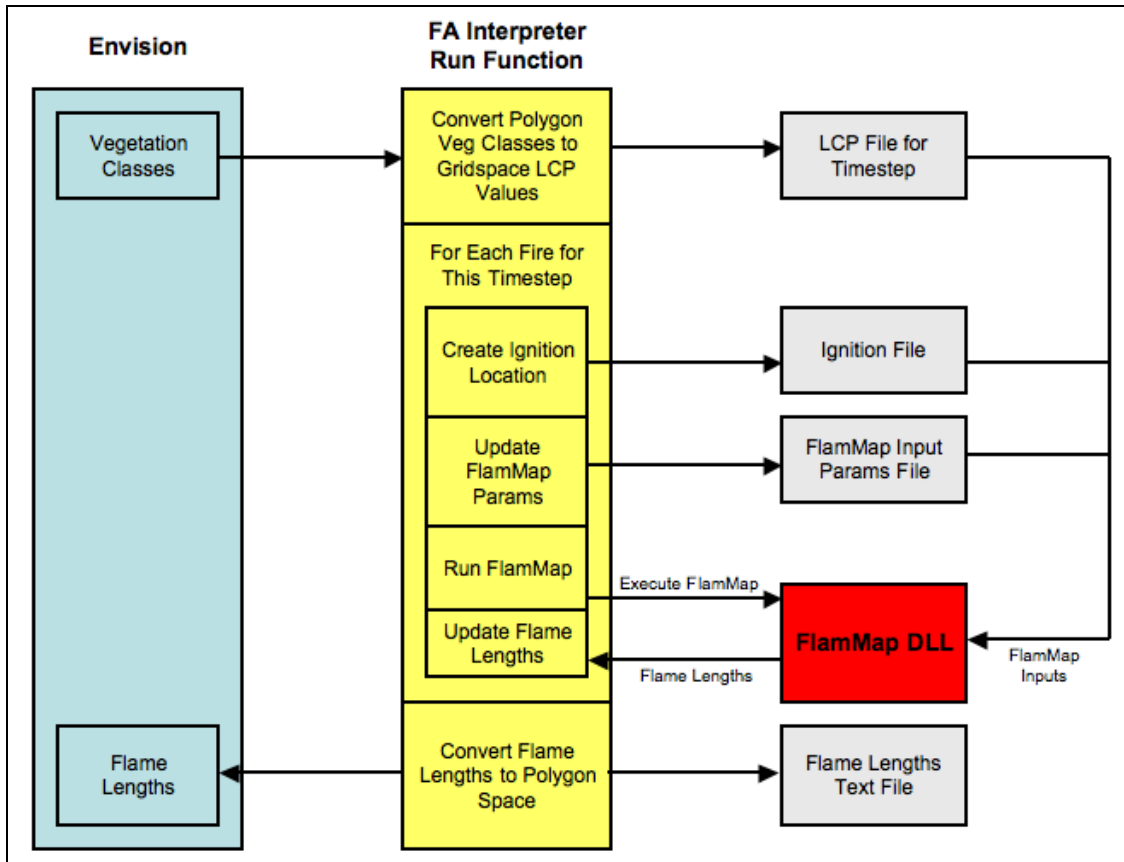 Envision
FA Interpreter
Run Function
Vegetation
Classes
Convert Polygon
Veg Classes to
Gridspace LCP
Values
LCP File for
Timestep
For Each Fire for
This Timestep
Create Ignition
Location
Ignition File
Update
FlamMap
Params
FlamMap Input
Params File
Run FlamMap
Execute FlamMap
Update Flame
Lengths
Flame Lengths
FlamMap DLL
FlamMap
Inputs
Flame
Lengths
Convert Flame
Lengths to Polygon
Space
Flame Lengths
Text File